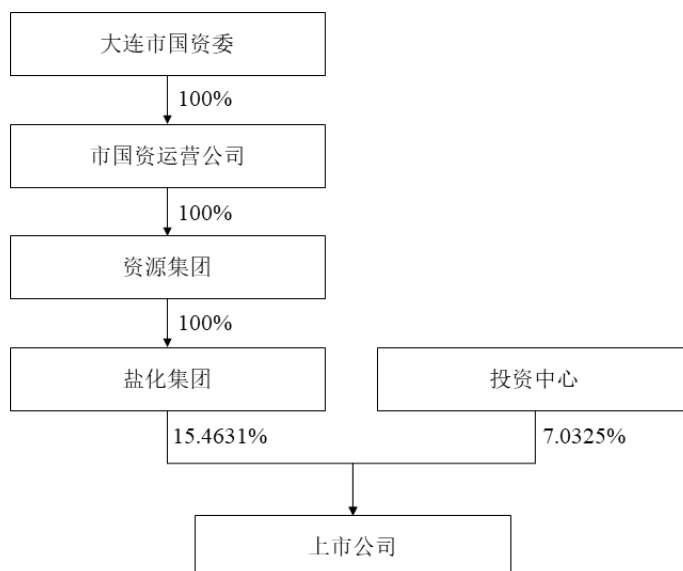 大连市国资委
100%
市国资运营公司
100%
资源集团
100%
盐化集团
投资中心
15.4631%
7.0325%
上市公司